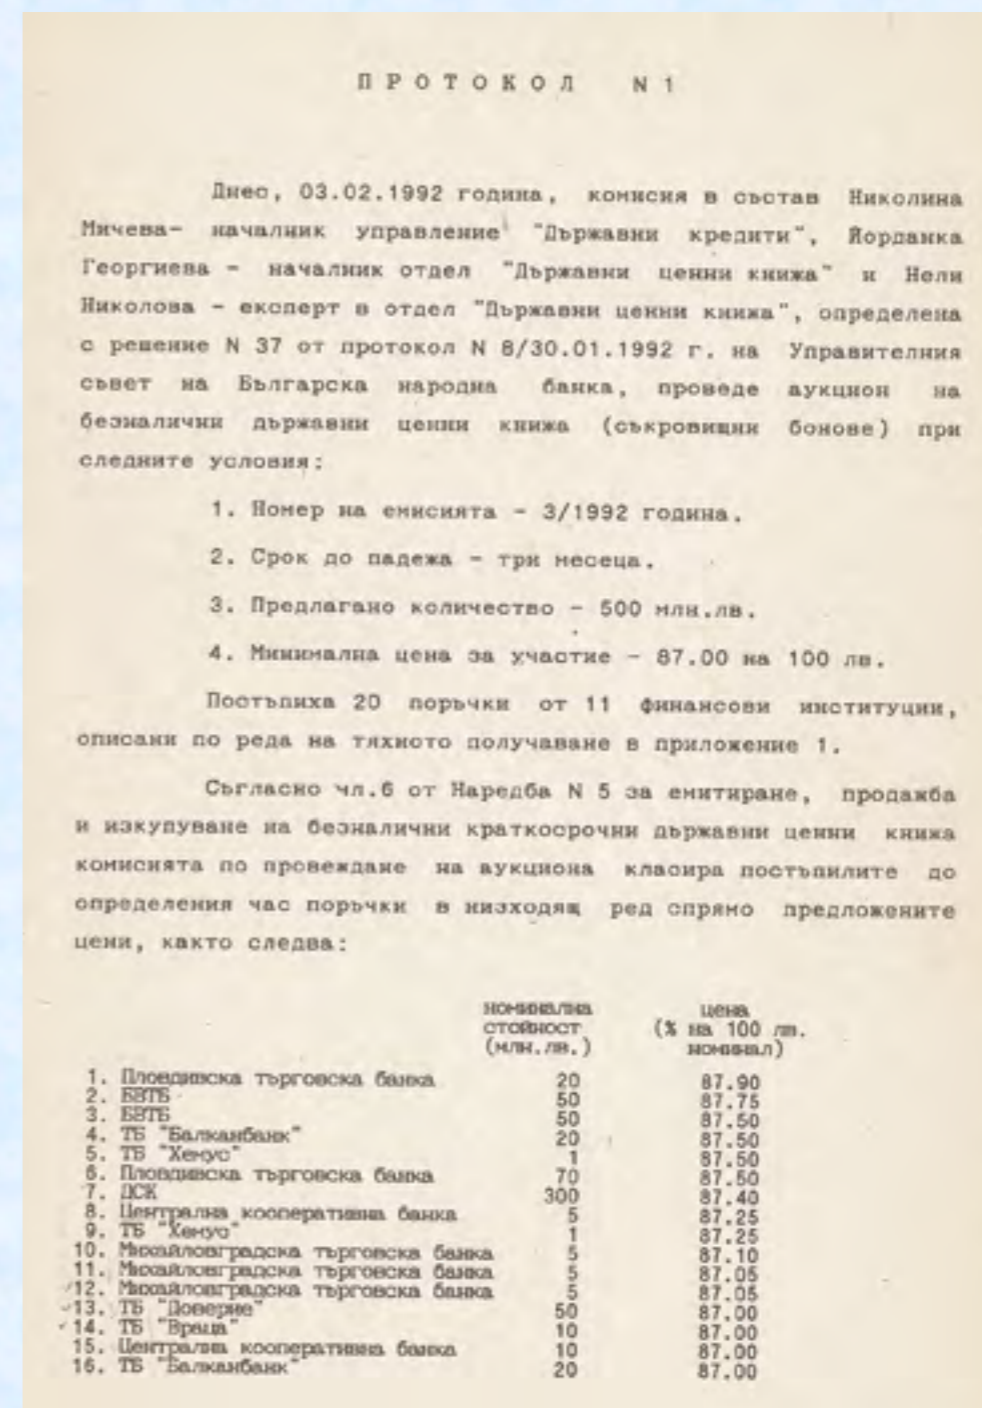 ПРОТОКОЛ N 1
Днес, 03.02.1992 година, комисия в състав Николина
Мичева- началник управление "Държавни кредити", Йорданка
Георгиева - началник отдел "Държавни ценни книжа" и Нели
Николова - експерт в отдел "Държавни ценни книжа", определена
с решение N 37 от протокол N 8/30.01.1992 г. на Управителния
съвет на Българска народна банка, проведе аукцион на
безналични държавни ценни книжа (съкровищни бонове) при
следните условия:
1. Номер на емисията - 3/1992 година.
2. Срок до падежа - три месеца.
3. Предлагано количество - 500 млн.лв.
4. Минимална цена за участие - 87.00 на 100 лв.
Постъпиха 20 поръчки от 11 финансови институции,
описани по реда на тяхното получаване в приложение 1.
Съгласно чл.6 от Наредба N 5 за емитиране, продажба
и изкупуване на безналични краткосрочни държавни ценни книжа
комисията по провеждане на аукциона класира постъпилите до
определения час поръчки в низходящ ред спрямо предложените
цени, както следва:
номинална стойност (млн.лв.) цена (% на 100 лв. номинал)
1. Пловдивска търговска банка 20 87.90
2. БВТБ 50 87.75
3. БВТБ 50 87.50
4. ТБ "Балканбанк" 20 87.50
5. ТБ "Хемус" 1 87.50
6. Пловдивска търговска банка 70 87.50
7. ДСК 300 87.40
8. Централна кооперативна банка 5 87.25
9. ТБ "Хемус" 1 87.25
10. Михайловградска търговска банка 5 87.10
11. Михайловградска търговска банка 5 87.05
12. Михайловградска търговска банка 5 87.05
13. ТБ "Доверие" 50 87.00
14. ТБ "Враца" 10 87.00
15. Централна кооперативна банка 10 87.00
16. ТБ "Балканбанк" 20 87.00